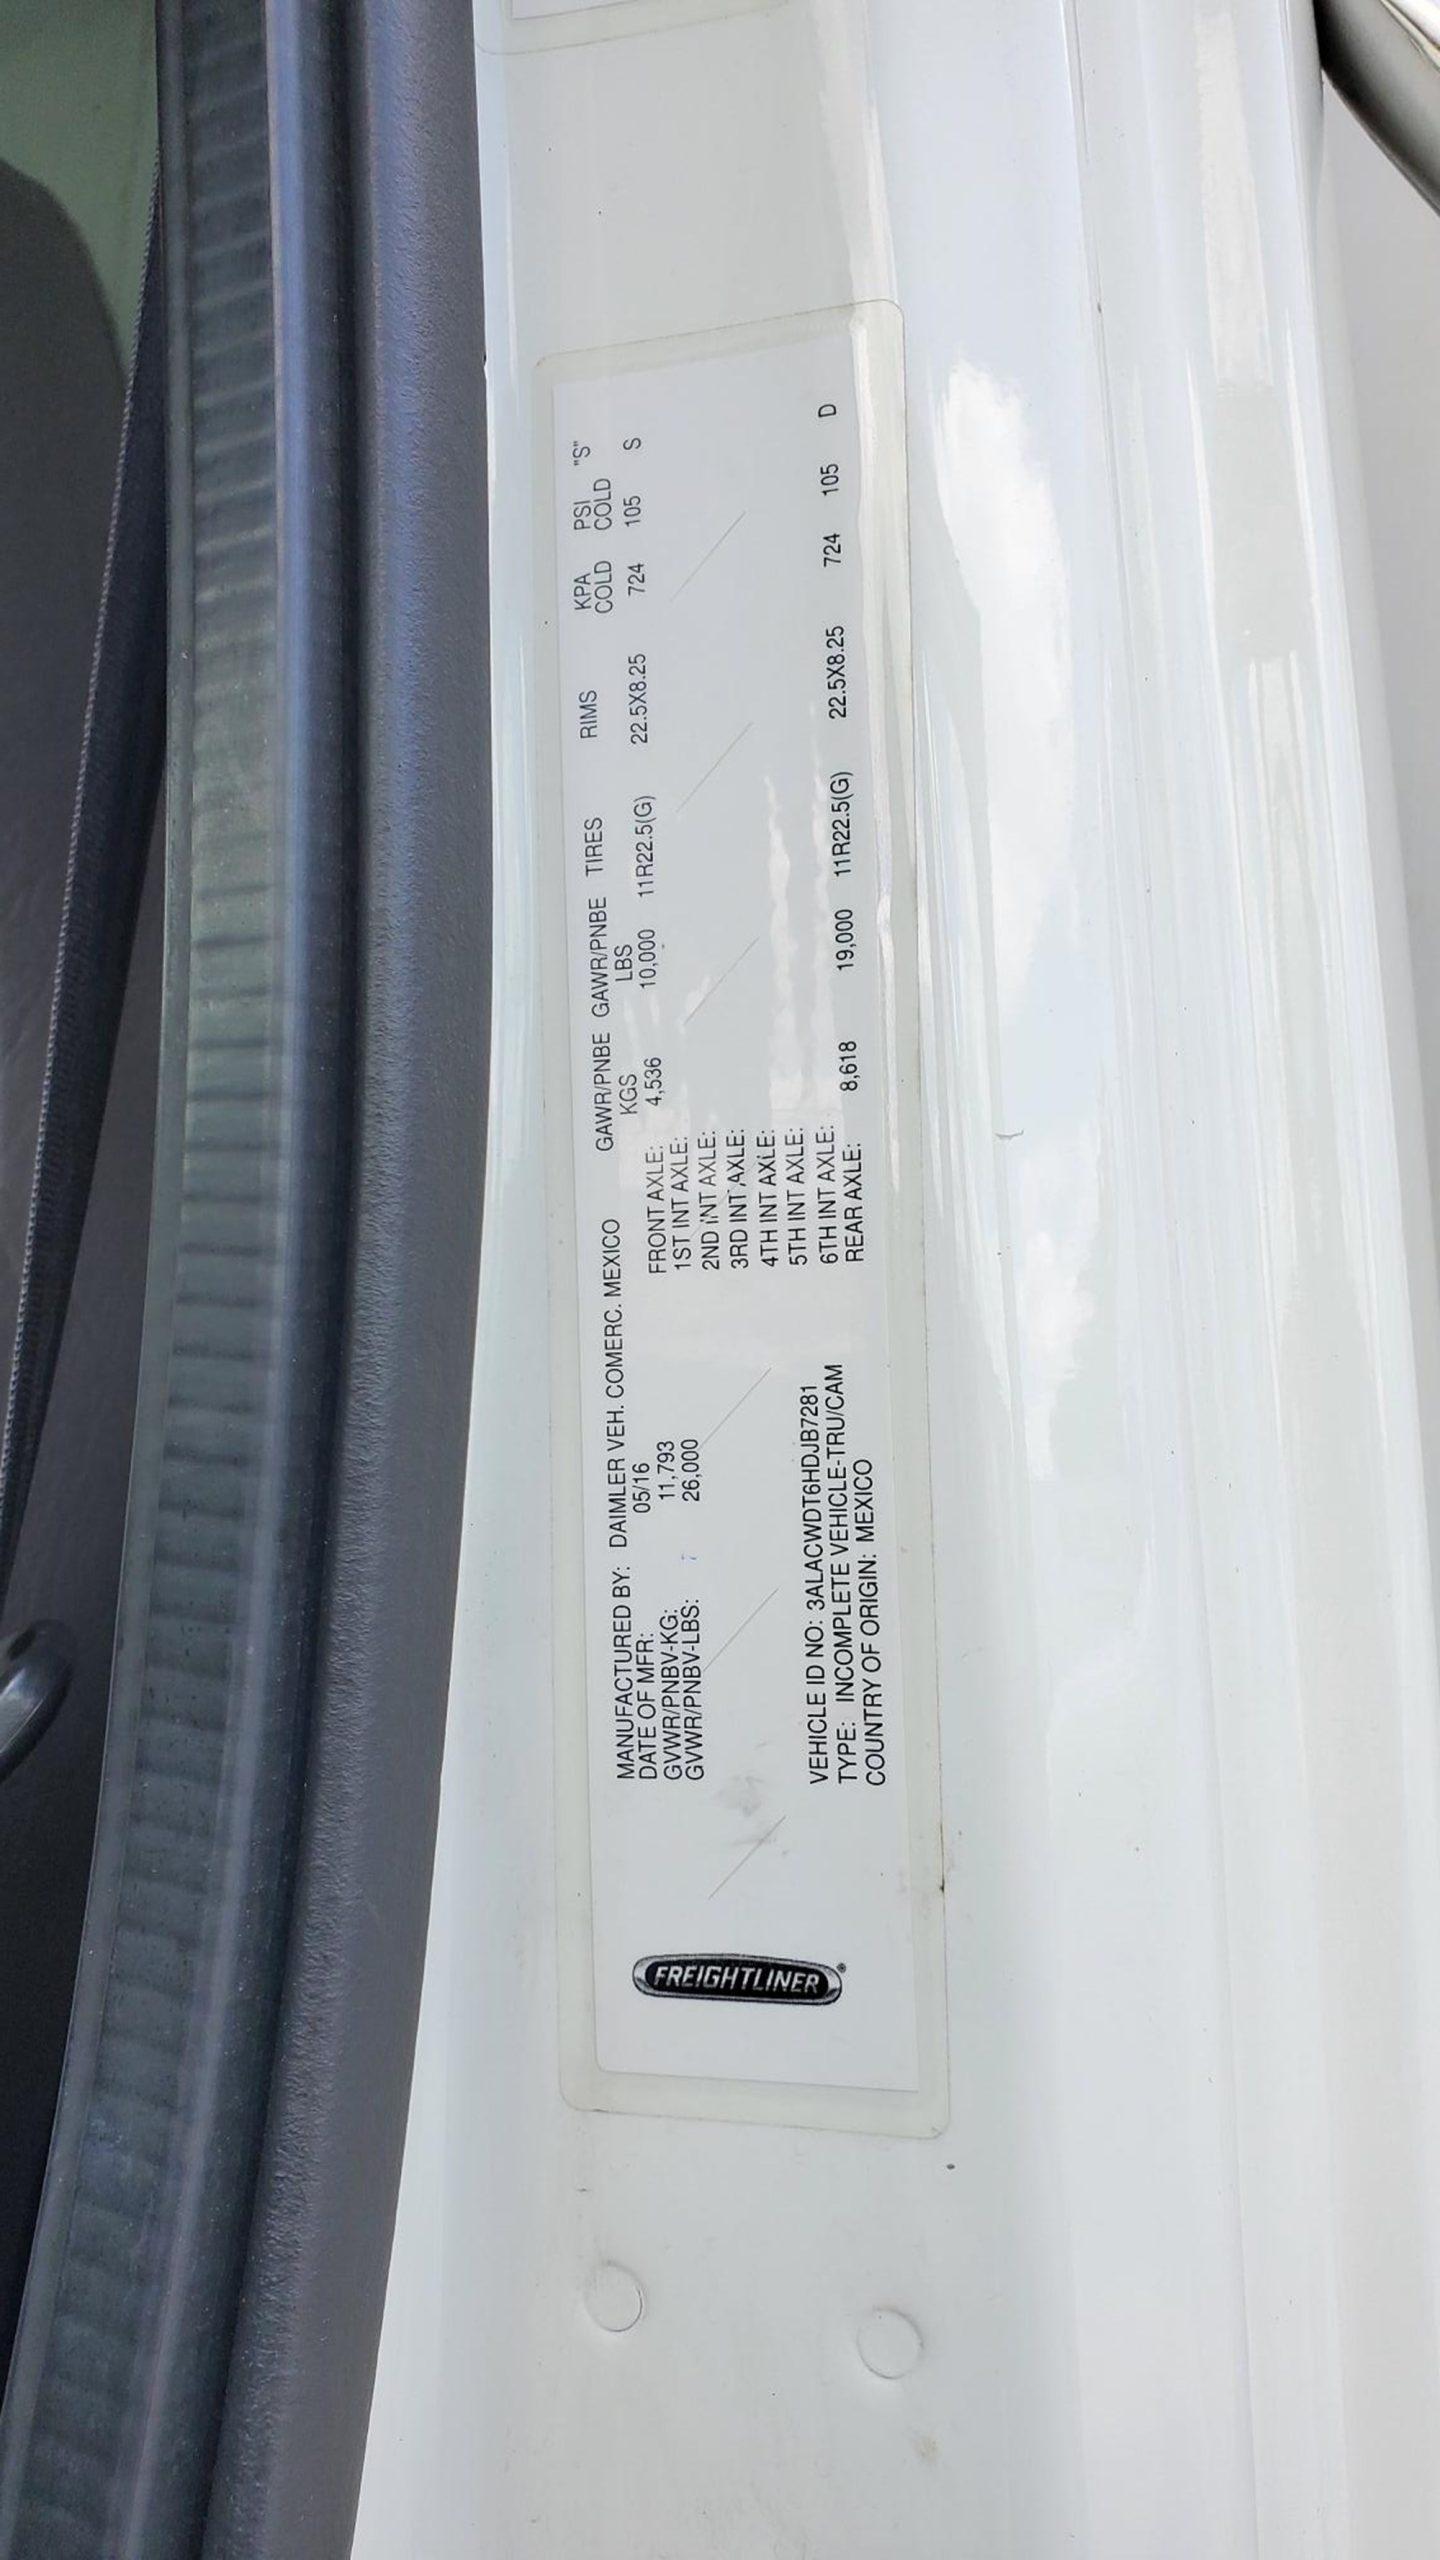 FREIGHTLINER®
MANUFACTURED BY: DAIMLER VEH. COMERC. MEXICO
DATE OF MFR: 05/16
GVWR/PNBV-KG: 11,793
GVWR/PNBV-LBS: 26,000
VEHICLE ID NO: 3ALACWDT6HDJB7281
TYPE: INCOMPLETE VEHICLE-TRU/CAM
COUNTRY OF ORIGIN: MEXICO
GAWR/PNBE GAWR/PNBE TIRES RIMS KPA PSI "S"
KGS LBS COLD COLD
FRONT AXLE: 4,536 10,000 11R22.5(G) 22.5X8.25 724 105 S
1ST INT AXLE:
2ND INT AXLE:
3RD INT AXLE:
4TH INT AXLE:
5TH INT AXLE:
6TH INT AXLE:
REAR AXLE: 8,618 19,000 11R22.5(G) 22.5X8.25 724 105 D